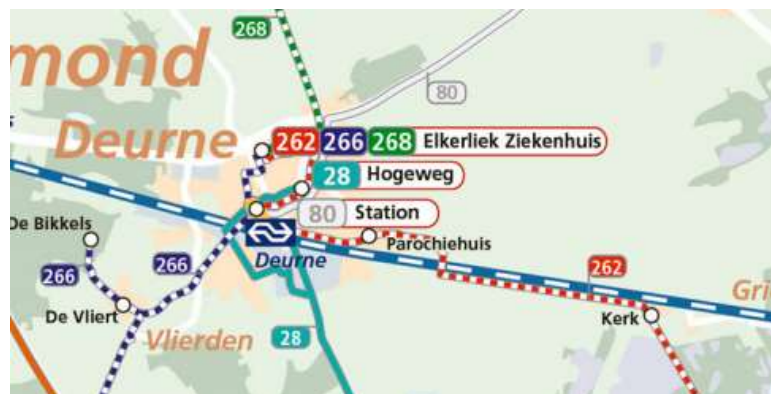 268
mond
80
Deurne
262 266 268 Elkerliek Ziekenhuis
28 Hogeweg
80 Station
De Bikkels
Parochiehuis
266
266
Deurne
262
Gri
De Vliert
Kerk
Vlierden
28